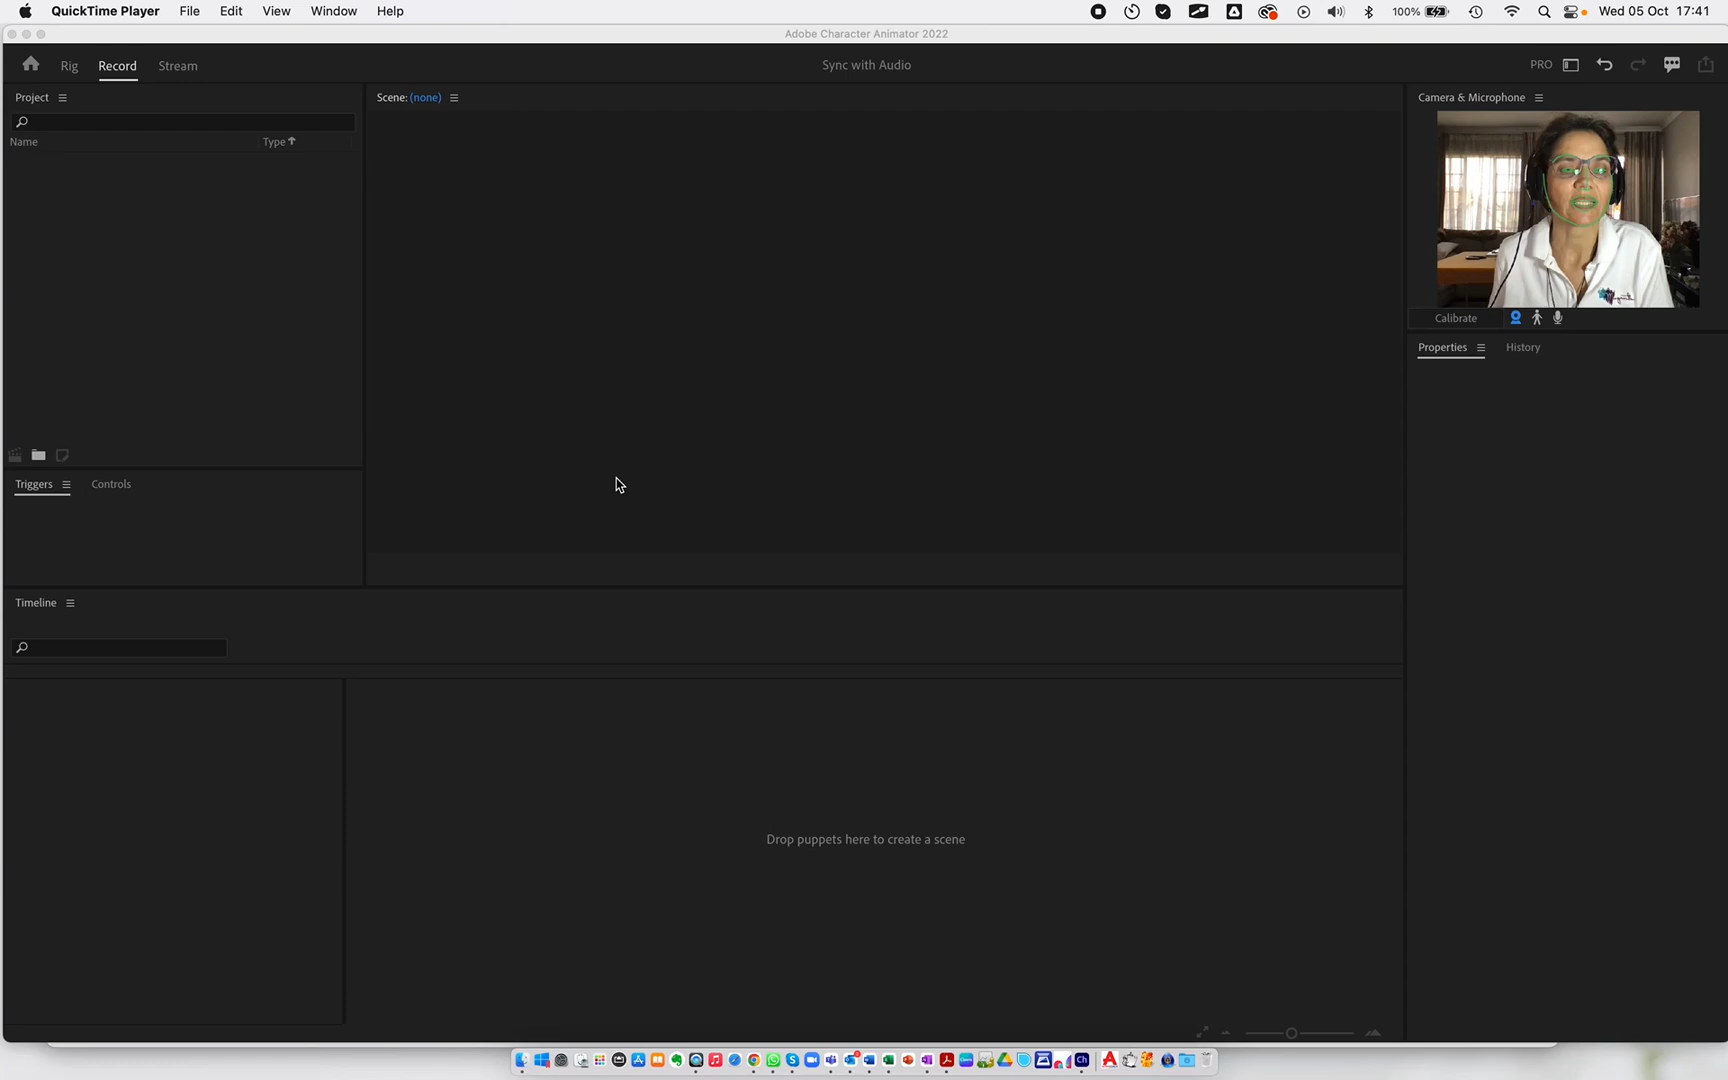 QuickTime Player File Edit View Window Help 100% Wed 05 Oct 17:41
Adobe Character Animator 2022
Rig Record Stream Sync with Audio PRO
Project Scene: (none) Camera & Microphone
Name Type
Calibrate
Properties History
Triggers Controls
Timeline
Drop puppets here to create a scene